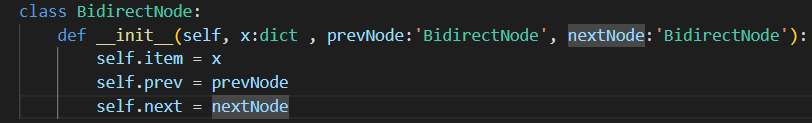 class BidirectNode:
    def __init__(self, x:dict , prevNode:'BidirectNode', nextNode:'BidirectNode'):
        self.item = x
        self.prev = prevNode
        self.next = nextNode